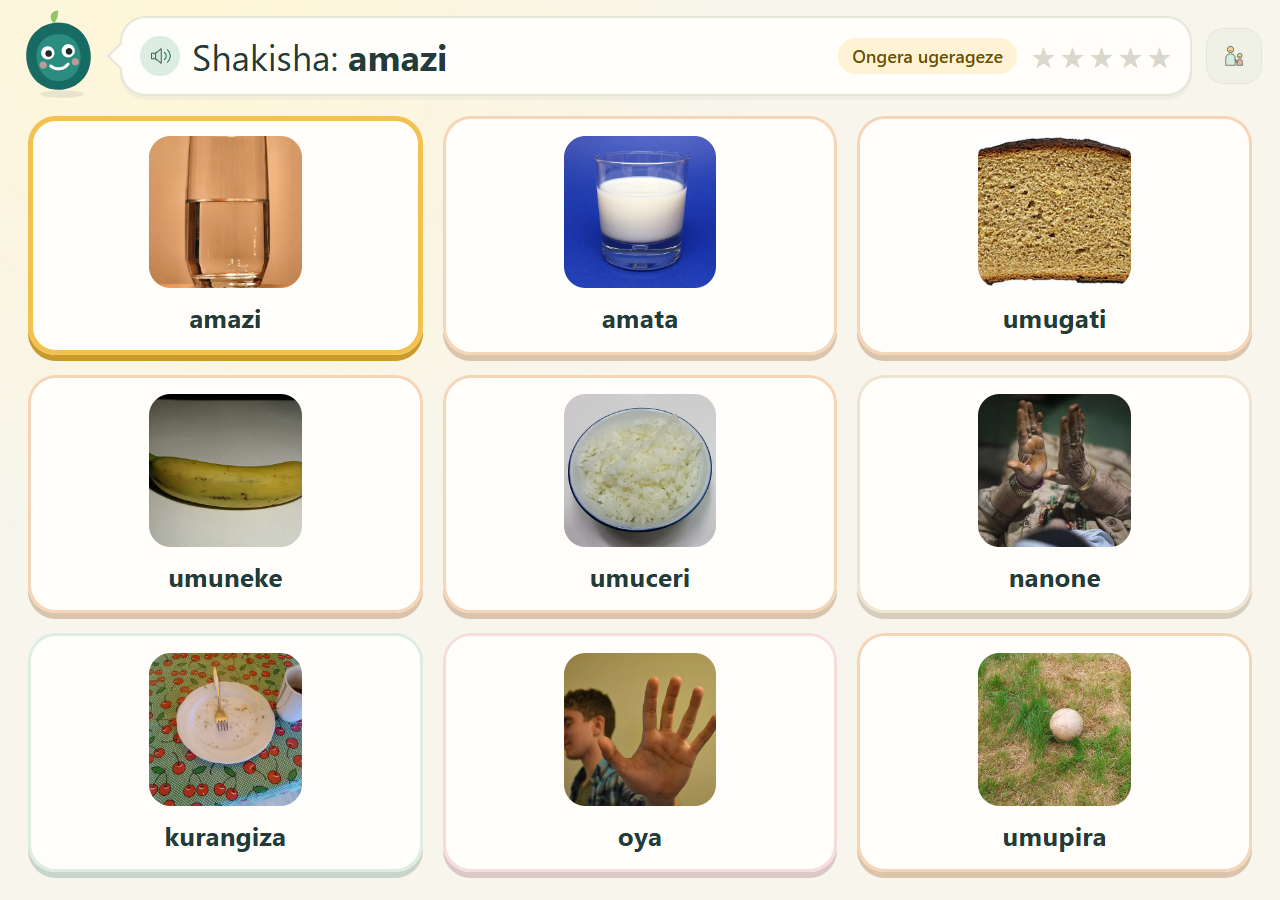 Shakisha: amazi
Ongera ugerageze
amazi
amata
umugati
umuneke
umuceri
nanone
kurangiza
oya
umupira